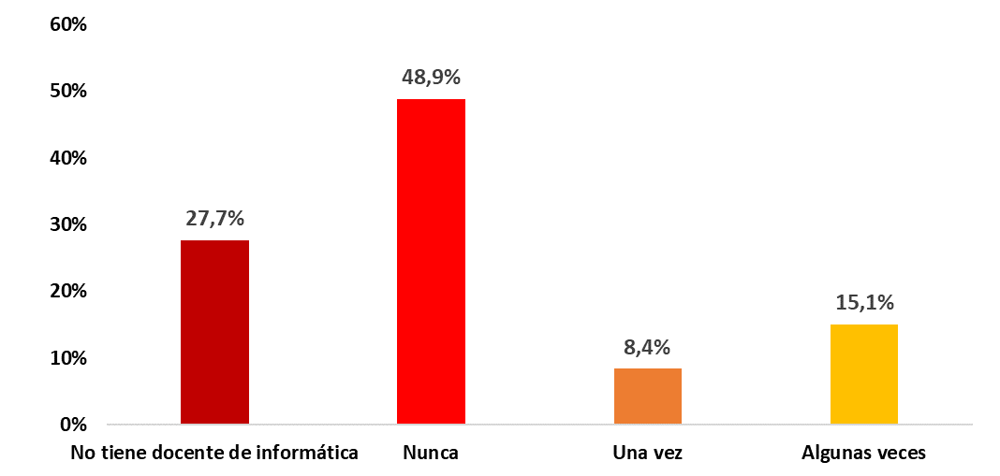 60%
50%
40%
30%
20%
10%
0%
27,7%
48,9%
8,4%
15,1%
No tiene docente de informática
Nunca
Una vez
Algunas veces